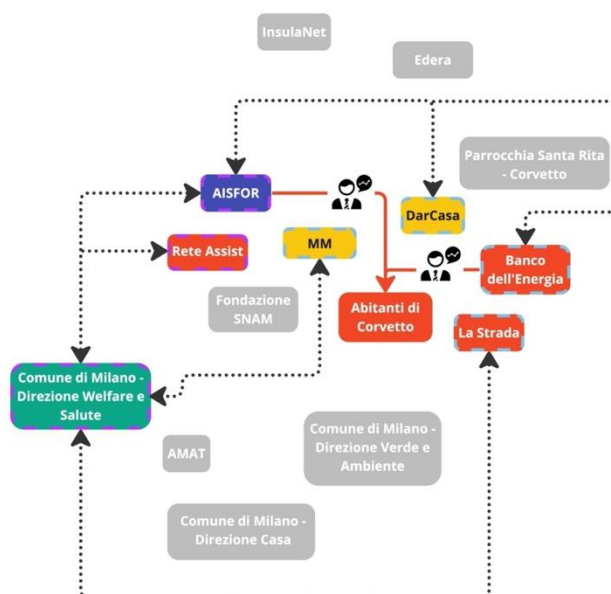 InsulaNet
Edera
Parrocchia Santa Rita
- Corvetto
AISFOR
DarCasa
MM
Rete Assist
Banco
dell'Energia
Fondazione
SNAM
Abitanti di
Corvetto
La Strada
Comune di Milano -
Direzione Welfare e
Salute
Comune di Milano -
Direzione Verde e
Ambiente
AMAT
Comune di Milano -
Direzione Casa